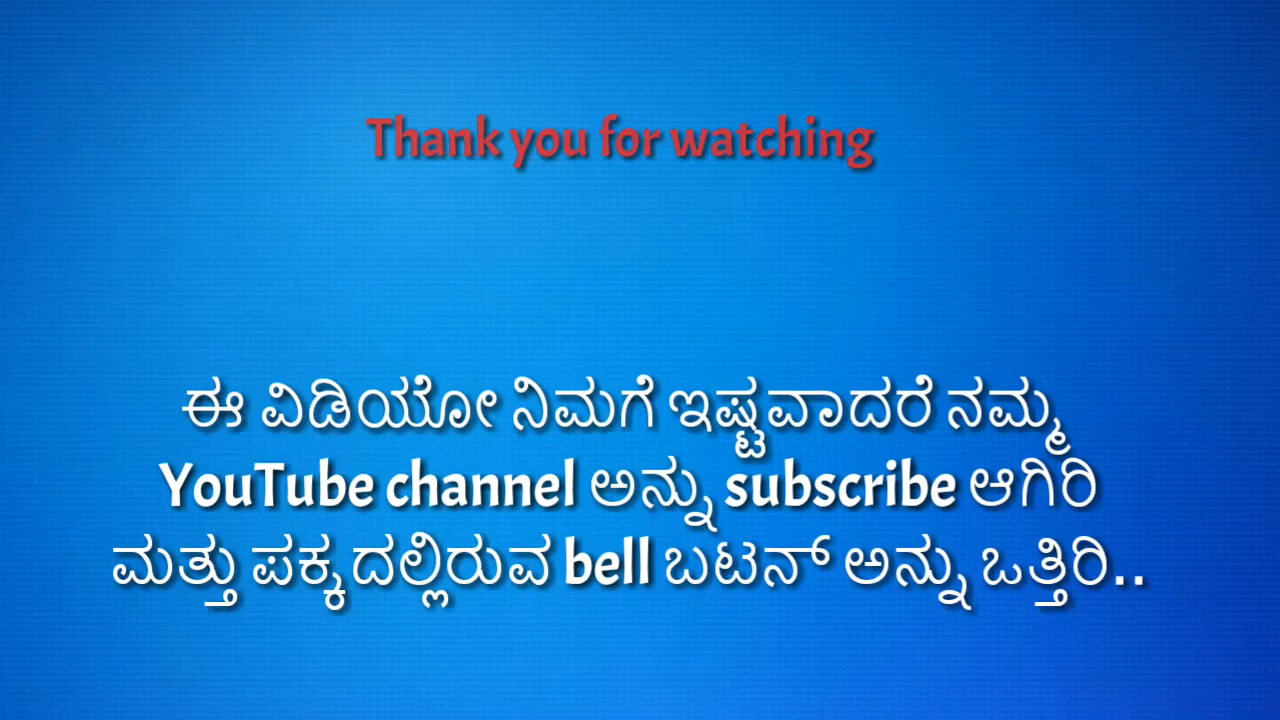 Thank you for watching
ಈ ವಿಡಿಯೋ ನಿಮಗೆ ಇಷ್ಟವಾದರೆ ನಮ್ಮ
YouTube channel ಅನ್ನು subscribe ಆಗಿರಿ
ಮತ್ತು ಪಕ್ಕದಲ್ಲಿರುವ bell ಬಟನ್ ಅನ್ನು ಒತ್ತಿರಿ..